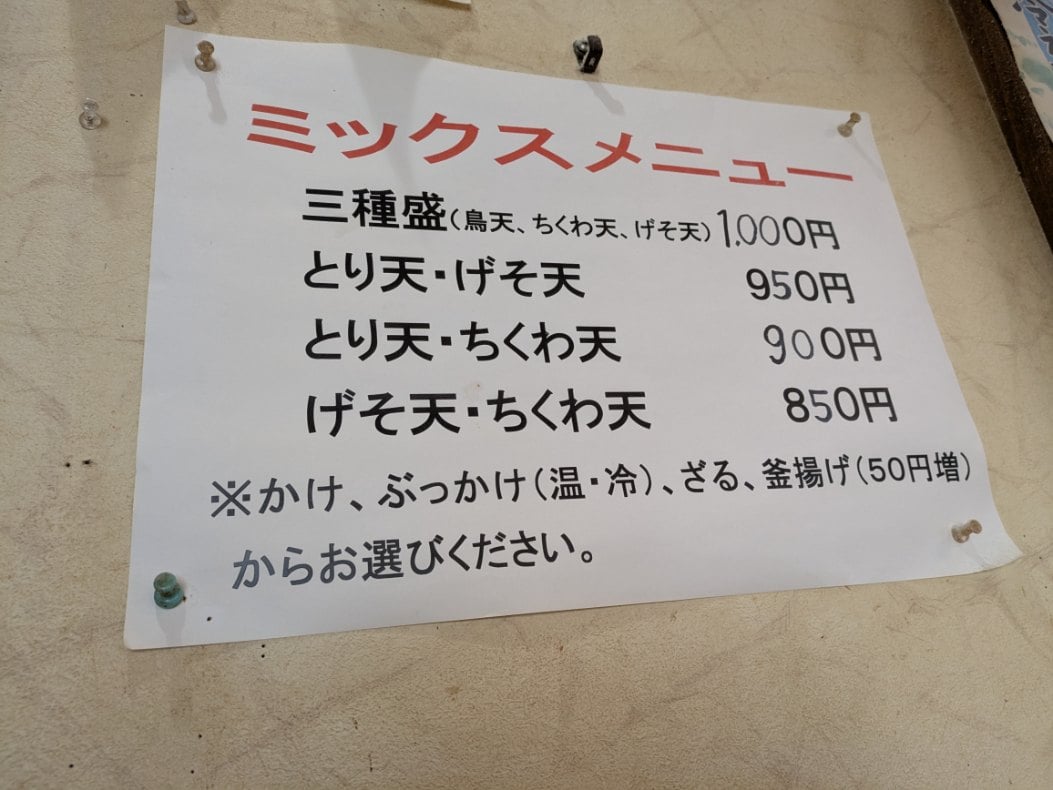 ミックスメニュー
三種盛(鳥天、ちくわ天、げそ天) 1.000円
とり天・げそ天 950円
とり天・ちくわ天 900円
げそ天・ちくわ天 850円
※かけ、ぶっかけ(温・冷)、ざる、釜揚げ(50円増)
からお選びください。